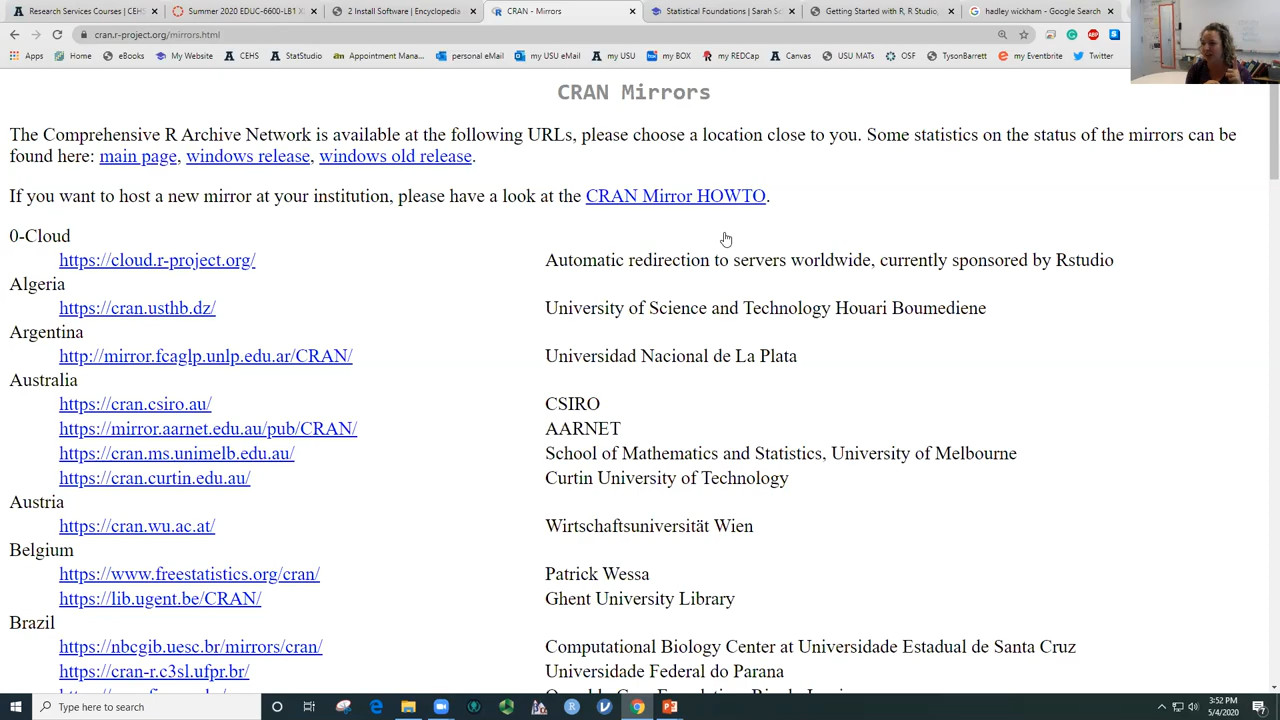 Research Services Courses | CEHS
Summer 2020 EDUC-6600-LB1 X
2 Install Software | Encyclopedia
CRAN - Mirrors
Statistical Foundations | Sarah Sc
Getting Started with R, R Studio,
hadley wickham - Google Search
cran.r-project.org/mirrors.html
Apps Home eBooks My Website CEHS StatStudio Appointment Mana... personal eMail my USU eMail my USU my BOX my REDCap Canvas USU MATs OSF TysonBarrett my Eventbrite Twitter
CRAN Mirrors
The Comprehensive R Archive Network is available at the following URLs, please choose a location close to you. Some statistics on the status of the mirrors can be
found here: main page, windows release, windows old release.
If you want to host a new mirror at your institution, please have a look at the CRAN Mirror HOWTO.
0-Cloud
https://cloud.r-project.org/ Automatic redirection to servers worldwide, currently sponsored by Rstudio
Algeria
https://cran.usthb.dz/ University of Science and Technology Houari Boumediene
Argentina
http://mirror.fcaglp.unlp.edu.ar/CRAN/ Universidad Nacional de La Plata
Australia
https://cran.csiro.au/ CSIRO
https://mirror.aarnet.edu.au/pub/CRAN/ AARNET
https://cran.ms.unimelb.edu.au/ School of Mathematics and Statistics, University of Melbourne
https://cran.curtin.edu.au/ Curtin University of Technology
Austria
https://cran.wu.ac.at/ Wirtschaftsuniversität Wien
Belgium
https://www.freestatistics.org/cran/ Patrick Wessa
https://lib.ugent.be/CRAN/ Ghent University Library
Brazil
https://nbcgib.uesc.br/mirrors/cran/ Computational Biology Center at Universidade Estadual de Santa Cruz
https://cran-r.c3sl.ufpr.br/ Universidade Federal do Parana
Type here to search
3:52 PM
5/4/2020